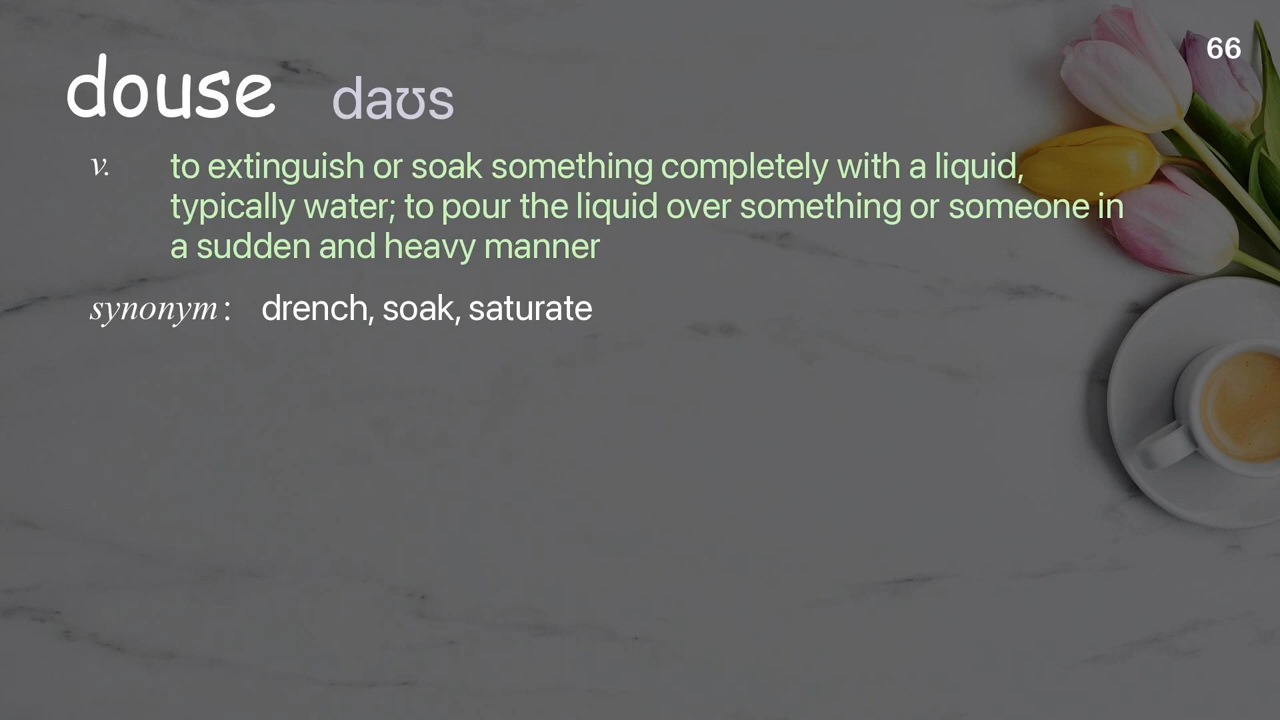 66
douse daʊs
v. to extinguish or soak something completely with a liquid,
typically water; to pour the liquid over something or someone in
a sudden and heavy manner
synonym: drench, soak, saturate